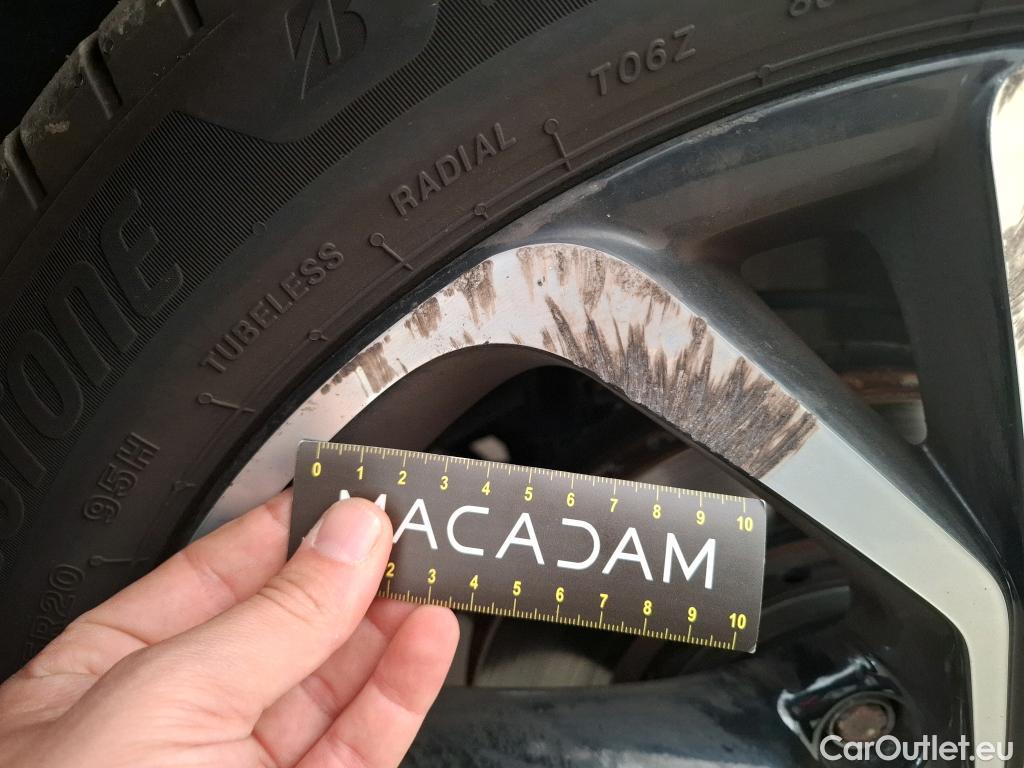 T06Z
RADIAL
TUBELESS
95H
R20
0 1 2 3 4 5 6 7 8 9 10
MACADAM
2 3 4 5 6 7 8 9 10
CarOutlet.eu